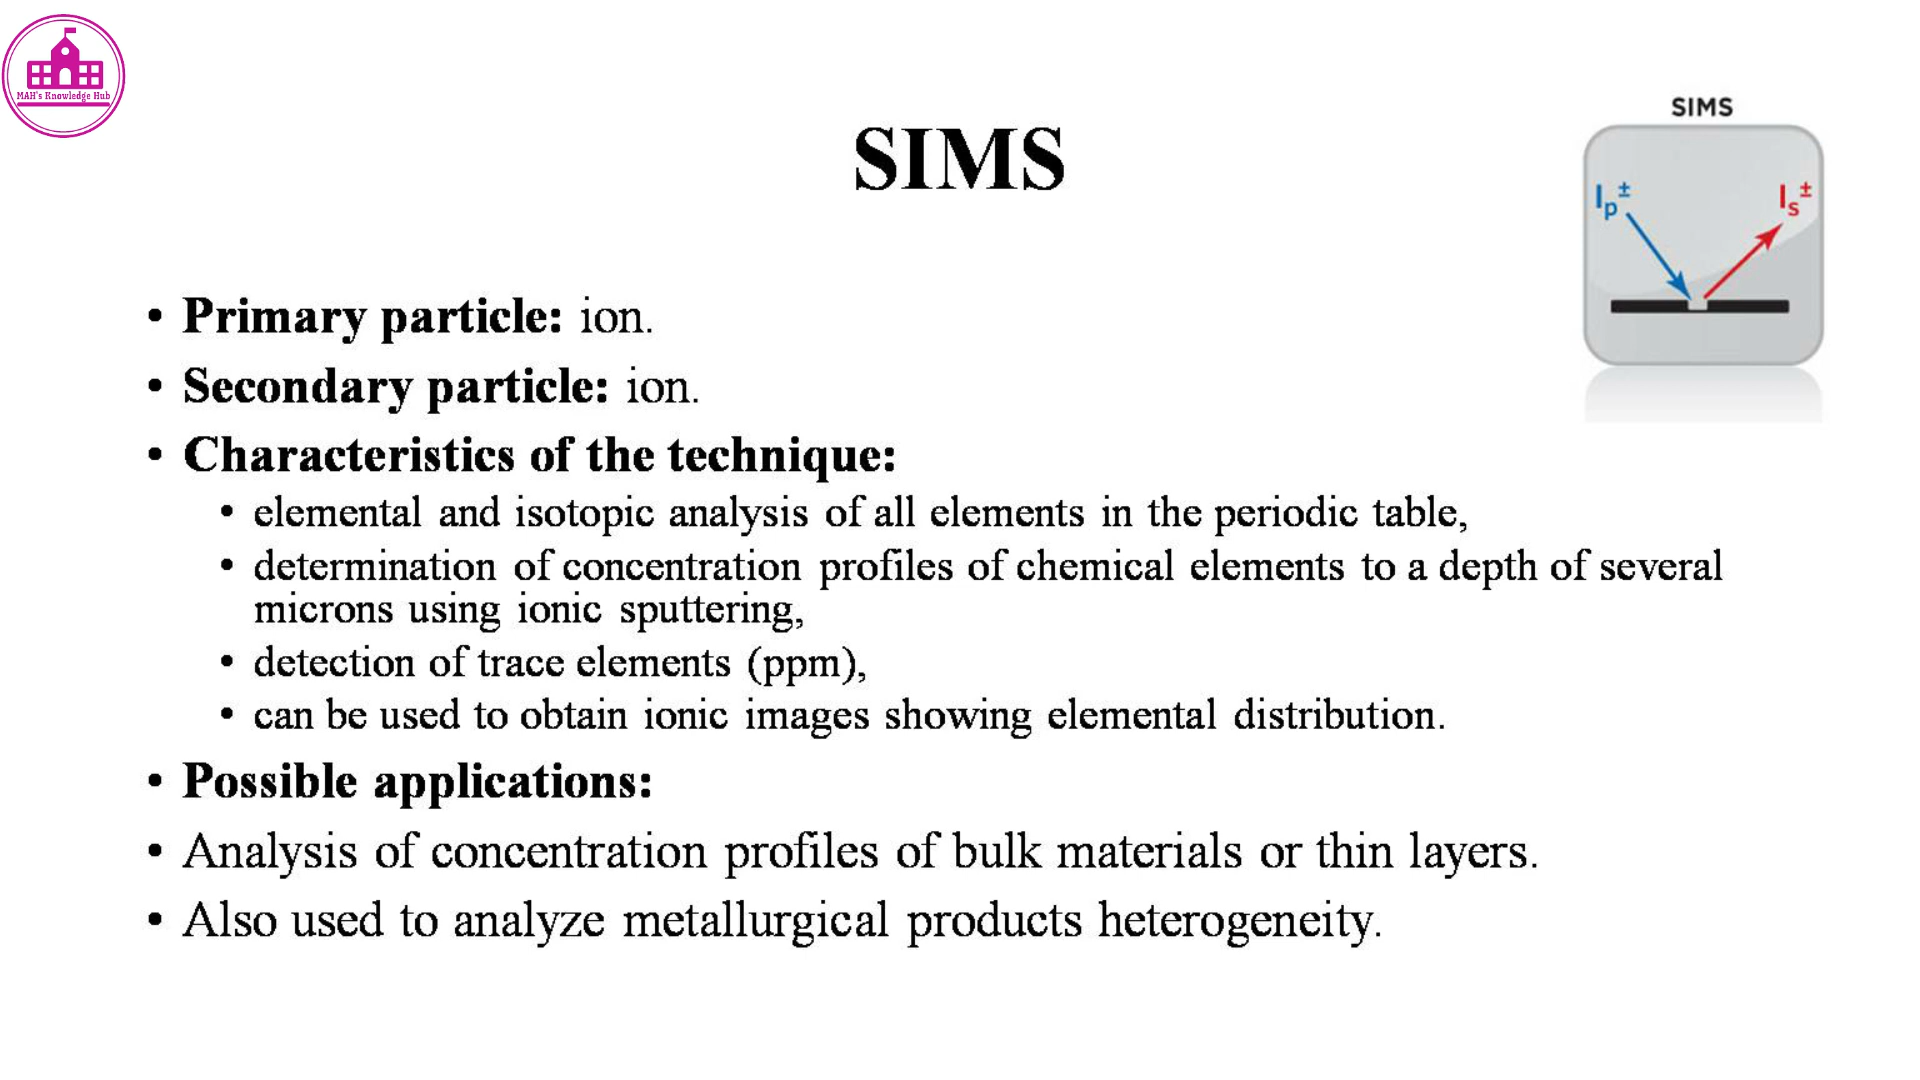 MAH's Knowledge Hub
SIMS
SIMS
Ip±
Is±
• Primary particle: ion.
• Secondary particle: ion.
• Characteristics of the technique:
• elemental and isotopic analysis of all elements in the periodic table,
• determination of concentration profiles of chemical elements to a depth of several
microns using ionic sputtering,
• detection of trace elements (ppm),
• can be used to obtain ionic images showing elemental distribution.
• Possible applications:
• Analysis of concentration profiles of bulk materials or thin layers.
• Also used to analyze metallurgical products heterogeneity.